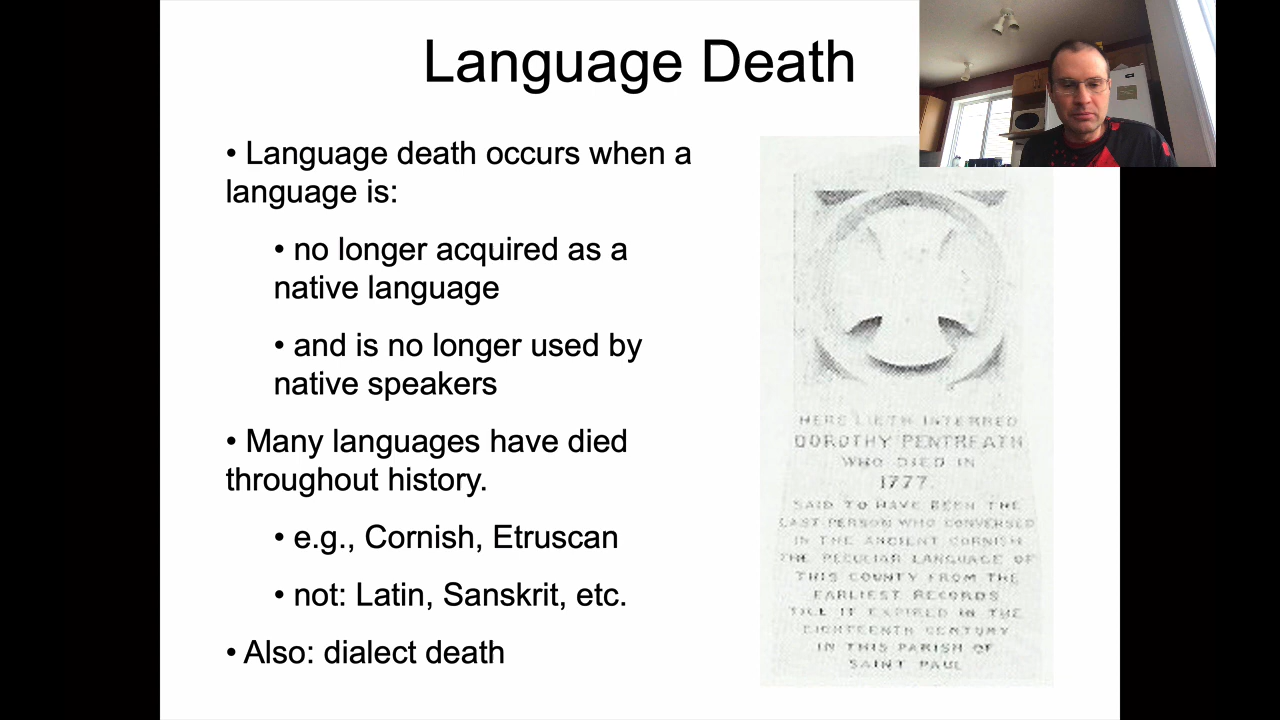 Language Death
• Language death occurs when a
language is:
• no longer acquired as a
native language
• and is no longer used by
native speakers
• Many languages have died
throughout history.
• e.g., Cornish, Etruscan
• not: Latin, Sanskrit, etc.
• Also: dialect death
HERE LIETH INTERRED
DOROTHY PENTREATH
WHO DIED IN
1777
SAID TO HAVE BEEN THE
LAST PERSON WHO CONVERSED
IN THE ANCIENT CORNISH
THE PECULIAR LANGUAGE OF
THIS COUNTY FROM THE
EARLIEST RECORDS
TILL IT EXPIRED IN THE
EIGHTEENTH CENTURY
IN THIS PARISH OF
SAINT PAUL